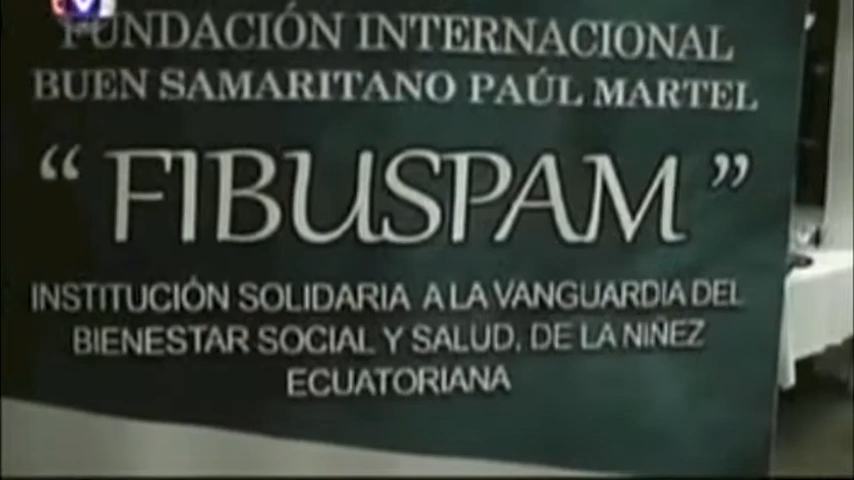 FUNDACIÓN INTERNACIONAL
BUEN SAMARITANO PAÚL MARTEL
“ FIBUSPAM ”
INSTITUCIÓN SOLIDARIA A LA VANGUARDIA DEL
BIENESTAR SOCIAL Y SALUD, DE LA NIÑEZ
ECUATORIANA